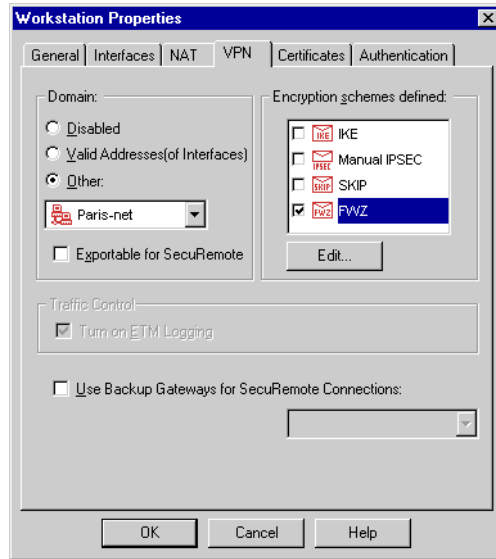 Workstation Properties
General Interfaces NAT VPN Certificates Authentication
Domain:
Disabled
Valid Addresses(of Interfaces)
Other:
Paris-net
Exportable for SecuRemote
Encryption schemes defined:
IKE IKE
IPSEC Manual IPSEC
SKIP SKIP
FWZ FWZ
Edit...
Traffic Control
Turn on ETM Logging
Use Backup Gateways for SecuRemote Connections:
OK Cancel Help